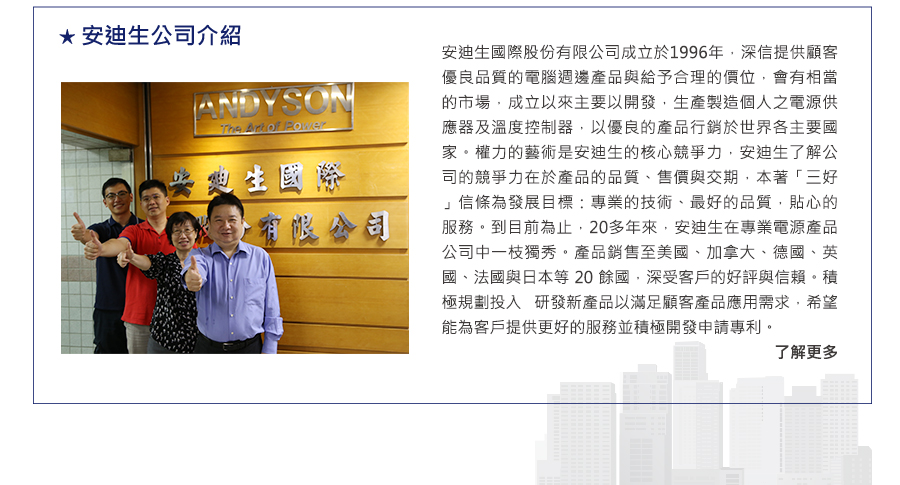 ★ 安迪生公司介紹
ANDYSON
The Art of Power
安迪生國際
股份有限公司
安迪生國際股份有限公司成立於1996年，深信提供顧客
優良品質的電腦週邊產品與給予合理的價位，會有相當
的市場，成立以來主要以開發，生產製造個人之電源供
應器及溫度控制器，以優良的產品行銷於世界各主要國
家。權力的藝術是安迪生的核心競爭力，安迪生了解公
司的競爭力在於產品的品質、售價與交期，本著「三好
」信條為發展目標：專業的技術、最好的品質，貼心的
服務。到目前為止，20多年來，安迪生在專業電源產品
公司中一枝獨秀。產品銷售至美國、加拿大、德國、英
國、法國與日本等 20 餘國，深受客戶的好評與信賴。積
極規劃投入　研發新產品以滿足顧客產品應用需求，希望
能為客戶提供更好的服務並積極開發申請專利。
了解更多